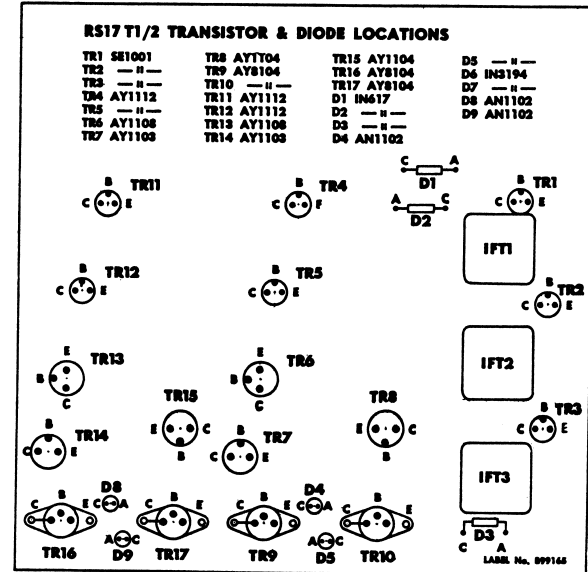 RS17 T1/2 TRANSISTOR & DIODE LOCATIONS
TR1 SE1001
TR2 — " —
TR3 — " —
TR4 AY1112
TR5 — " —
TR6 AY1108
TR7 AY1103
TR8 AY1104
TR9 AY8104
TR10 — " —
TR11 AY1112
TR12 AY1112
TR13 AY1108
TR14 AY1103
TR15 AY1104
TR16 AY8104
TR17 AY8104
D1 IN617
D2 — " —
D3 — " —
D4 AN1102
D5 — " —
D6 IN3194
D7 — " —
D8 AN1102
D9 AN1102
C A
D1
B TR11
C E
B TR4
C F
A C
D2
B TR1
C E
IFT1
B TR12
C E
B TR5
C E
B TR2
C E
E TR13
B
C
E TR6
B
C
IFT2
TR15
E C
B
TR8
E C
B
B TR3
C E
B TR14
C E
B TR7
C E
IFT3
D8
C A
D4
C A
C B E
TR16
A C
D9
C B E
TR17
C B E
TR9
A C
D5
C B E
TR10
D3
C A
LABEL No. 899165